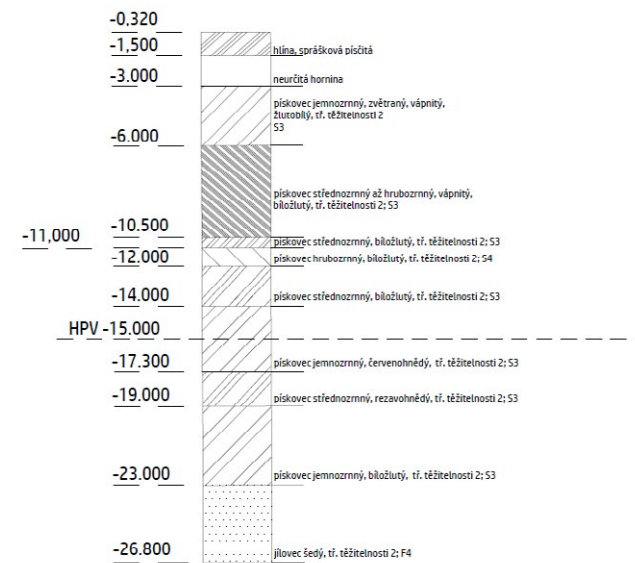 -0,320
-1,500
hlína, sprášková písčitá
-3.000
neurčitá hornina
pískovec jemnozrnný, zvětraný, vápnitý,
žlutobílý, tř. těžitelnosti 2
S3
-6.000
pískovec střednozrnný až hrubozrnný, vápnitý,
bíložlutý, tř. těžitelnosti 2; S3
-10.500
-11,000
pískovec střednozrnný, bíložlutý, tř. těžitelnosti 2; S3
-12.000
pískovec hrubozrnný, bíložlutý, tř. těžitelnosti 2; S4
-14.000
pískovec střednozrnný, bíložlutý, tř. těžitelnosti 2; S3
HPV -15.000
-17.300
pískovec jemnozrnný, červenohnědý, tř. těžitelnosti 2; S3
-19.000
pískovec střednozrnný, rezavohnědý, tř. těžitelnosti 2; S3
-23.000
pískovec jemnozrnný, bíložlutý, tř. těžitelnosti 2; S3
-26.800
jílovec šedý, tř. těžitelnosti 2; F4